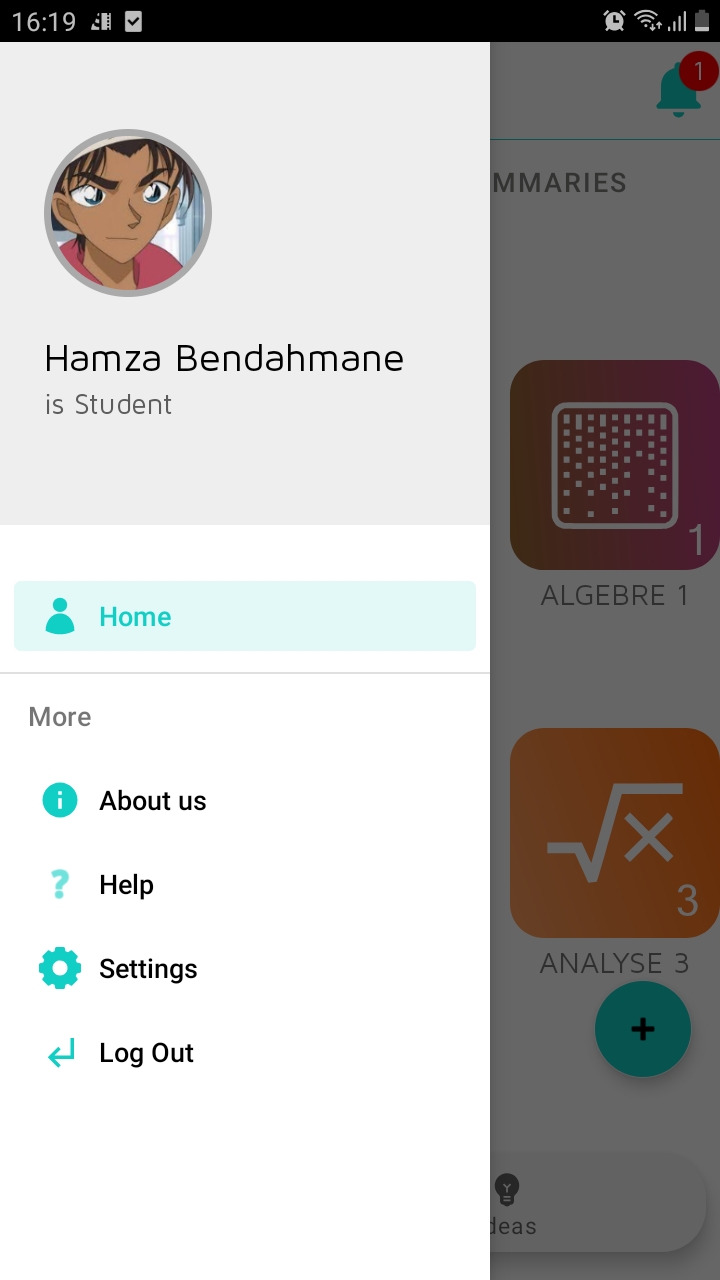 16:19
1
MMARIES
Hamza Bendahmane
is Student
1
ALGEBRE 1
Home
More
About us
Help
Settings
Log Out
3
ANALYSE 3
+
deas